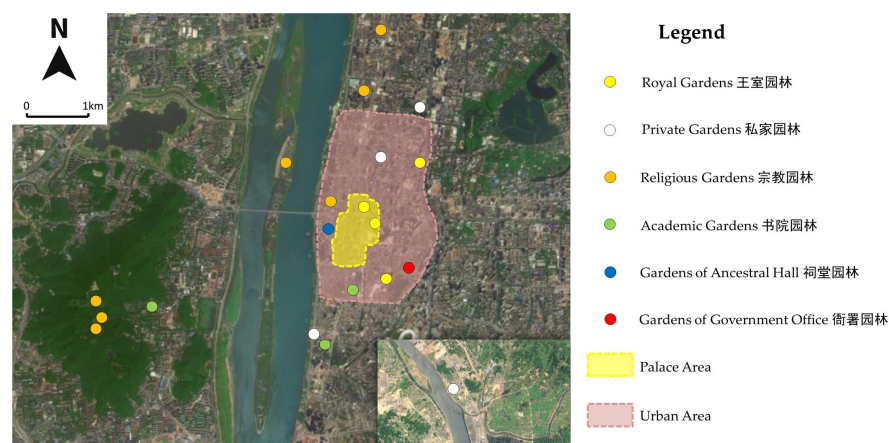 N
0 1km
Legend
Royal Gardens 王室园林
Private Gardens 私家园林
Religious Gardens 宗教园林
Academic Gardens 书院园林
Gardens of Ancestral Hall 祠堂园林
Gardens of Government Office 衙署园林
Palace Area
Urban Area